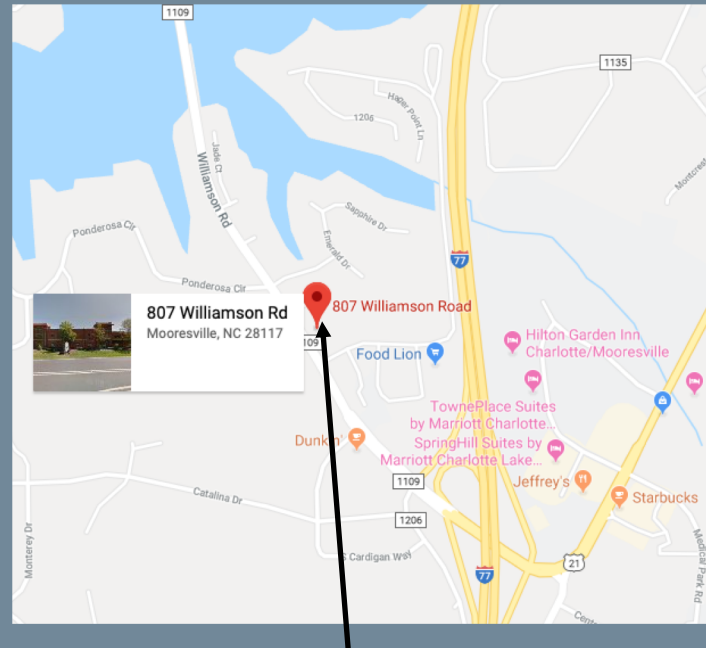 1109
1135
Hager Point Ln
1206
Jade Ct
Williamson Rd
Sapphire Dr
Ponderosa Cir
Emerald Dr
77
Ponderosa Cir
807 Williamson Rd
Mooresville, NC 28117
807 Williamson Road
109
Food Lion
Hilton Garden Inn
Charlotte/Mooresville
TownePlace Suites
by Marriott Charlotte...
SpringHill Suites by
Marriott Charlotte Lake...
Dunkin'
Jeffrey's
Starbucks
1109
Catalina Dr
1206
Monterey Dr
S Cardigan Way
21
77
Medical Park Rd